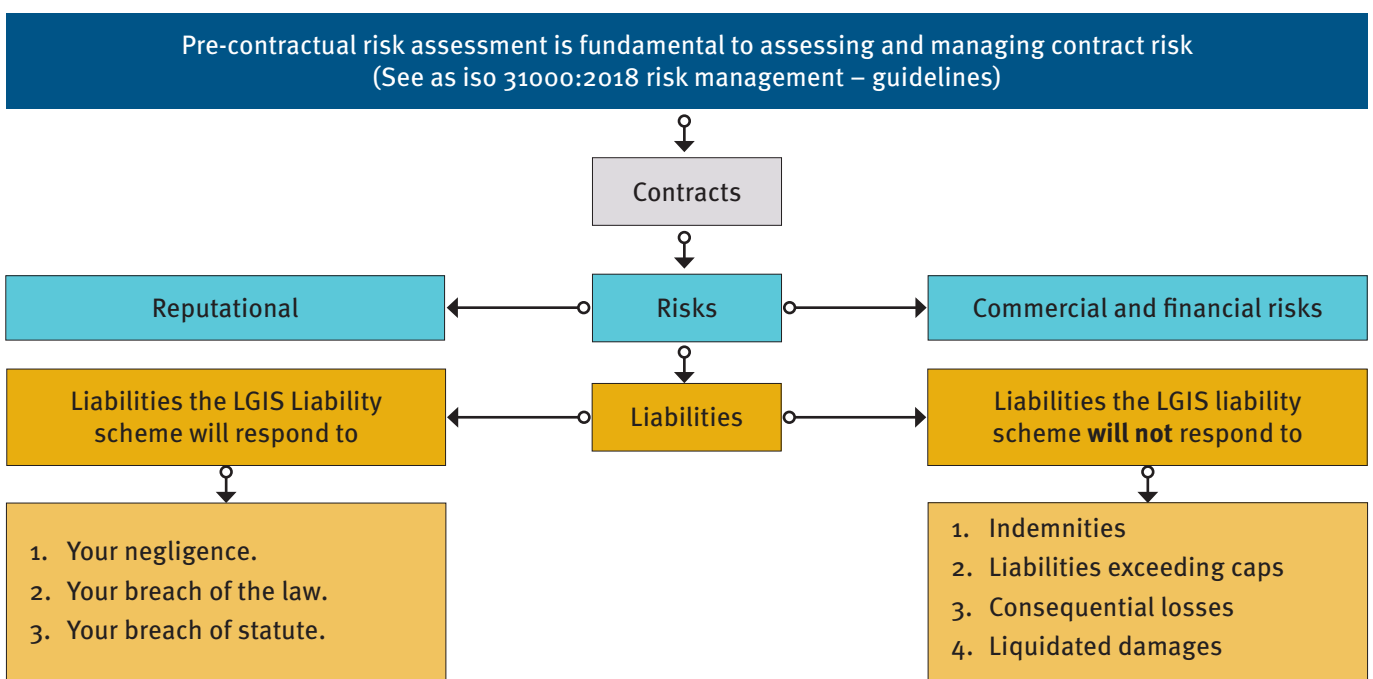 Pre-contractual risk assessment is fundamental to assessing and managing contract risk
(See as iso 31000:2018 risk management – guidelines)
Contracts
Reputational
Risks
Commercial and financial risks
Liabilities the LGIS Liability
scheme will respond to
Liabilities
Liabilities the LGIS liability
scheme will not respond to
1. Your negligence.
2. Your breach of the law.
3. Your breach of statute.
1. Indemnities
2. Liabilities exceeding caps
3. Consequential losses
4. Liquidated damages